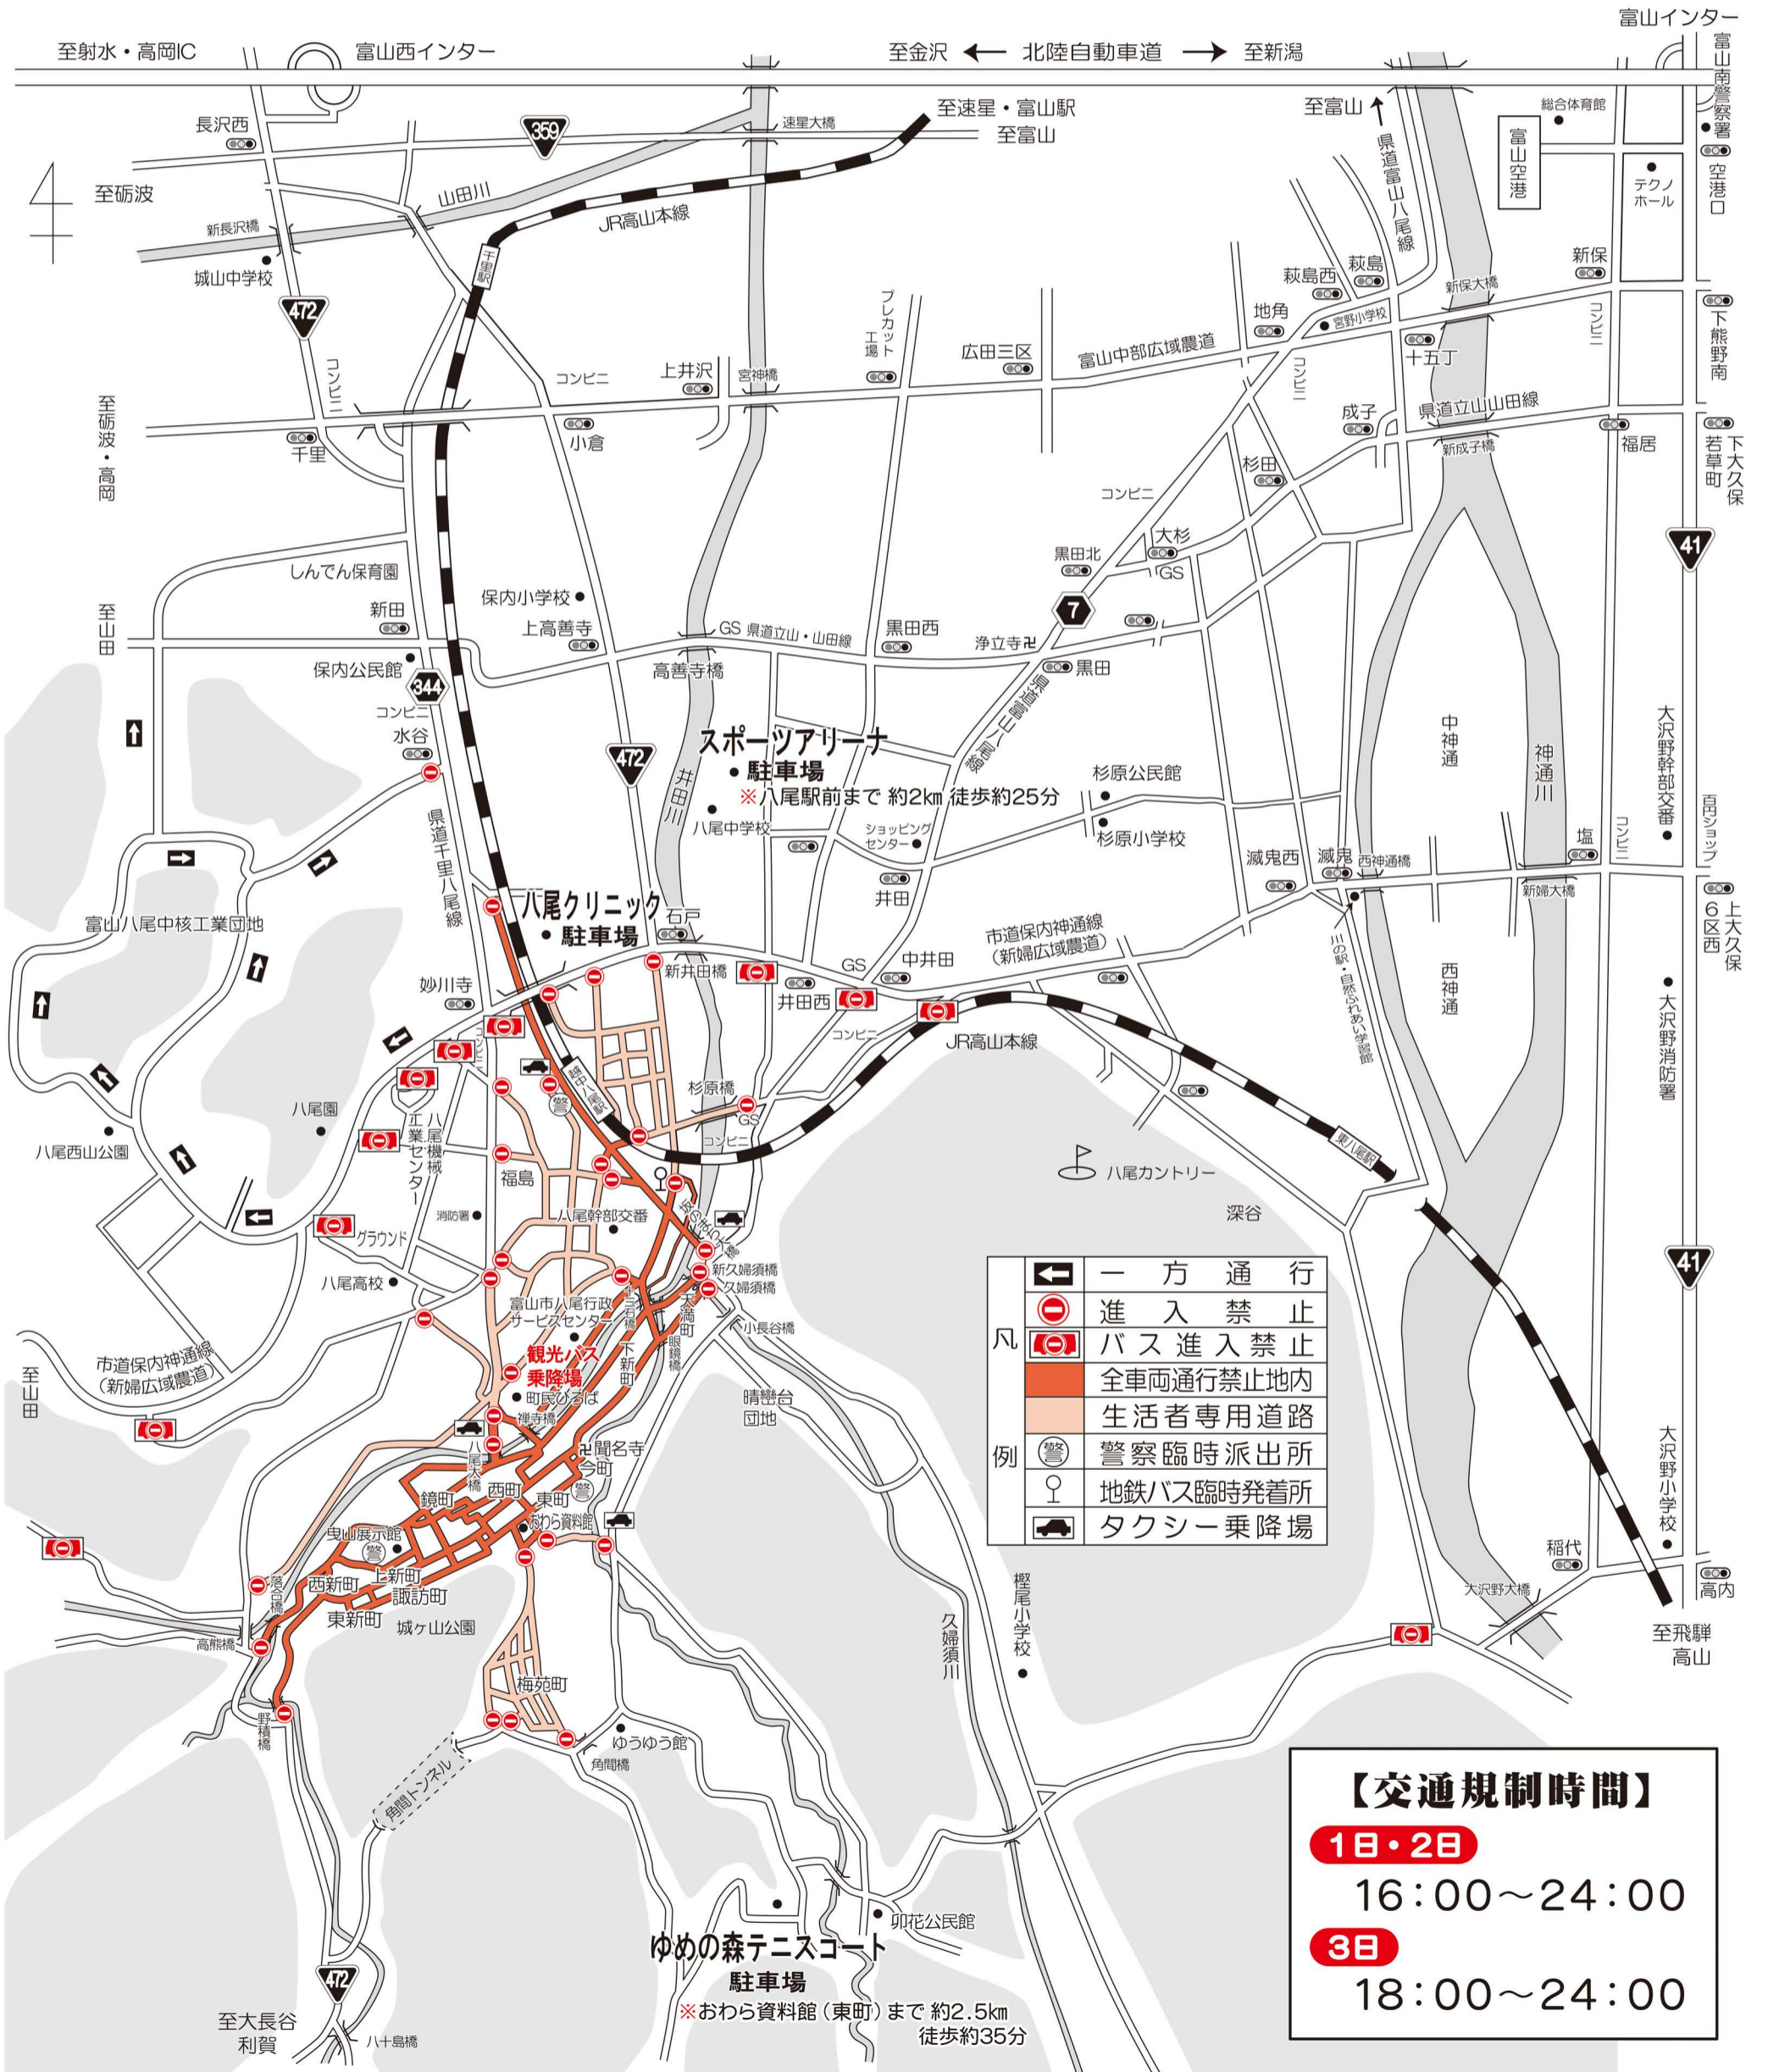 富山インター
至射水・高岡IC
富山西インター
至金沢
北陸自動車道
至新潟
富山南警察署
至速星・富山駅
至富山
総合体育館
長沢西
359
速星大橋
至富山
県道富山八尾線
富山空港
テクノ
ホール
空港口
至砺波
山田川
新長沢橋
JR高山本線
城山中学校
千里駅
472
萩島西
萩島
新保
新保大橋
プレカット
工場
地角
宮野小学校
コンビニ
下熊野南
コンビニ
広田三区
富山中部広域農道
十五丁
コンビニ
上井沢
宮神橋
コンビニ
至砺波・高岡
成子
県道立山山田線
千里
小倉
新成子橋
福居
下大久保
若草町
杉田
コンビニ
大杉
黒田北
GS
41
しんでん保育園
保内小学校
新田
至山田
上高善寺
GS
県道立山・山田線
黒田西
浄立寺卍
7
黒田
保内公民館
高善寺橋
344
コンビニ
水谷
県道富山八尾線
スポーツアリーナ
駐車場
472
井田川
※八尾駅前まで 約2km 徒歩約25分
杉原公民館
中神通
神通川
大沢野幹部交番
八尾中学校
ショッピング
センター
杉原小学校
百円ショップ
県道千里八尾線
塩
コンビニ
滅鬼西
滅鬼
西神通橋
新婦大橋
井田
八尾クリニック
駐車場
石戸
富山八尾中核工業団地
市道保内神通線
(新婦広域農道)
上大久保
6区西
新井田橋
GS
中井田
妙川寺
井田西
西神通
川の駅・自然ふれあい学習館
コンビニ
コンビニ
JR高山本線
大沢野消防署
越中八尾駅
杉原橋
警
GS
コンビニ
八尾園
八尾機械
工業センター
八尾西山公園
東八尾駅
八尾カントリー
福島
深谷
消防署
八尾幹部交番
坂のまち大橋
グラウンド
八尾高校
新久婦須橋
久婦須橋
41
富山市八尾行政
サービスセンター
十三石橋
天満町
小長谷橋
眼鏡橋
下新町
観光バス
乗降場
町民ひろば
市道保内神通線
(新婦広域農道)
至山田
禅寺橋
晴巒台
団地
八尾大橋
卍聞名寺
今町
西町
東町
警
鏡町
おわら資料館
曳山展示館
警
上新町
西新町
諏訪町
東新町
落合橋
城ヶ山公園
高熊橋
梅苑町
野積橋
ゆうゆう館
角間橋
角間トンネル
凡例
一方通行
進入禁止
バス進入禁止
全車両通行禁止地内
生活者専用道路
警
警察臨時派出所
地鉄バス臨時発着所
タクシー乗降場
大沢野小学校
稲代
大沢野大橋
高内
樫尾小学校
久婦須川
至飛騨
高山
【交通規制時間】
1日・2日
16:00〜24:00
3日
18:00〜24:00
卯花公民館
ゆめの森テニスコート
駐車場
※おわら資料館(東町)まで 約2.5km
徒歩約35分
472
至大長谷
利賀
八十島橋